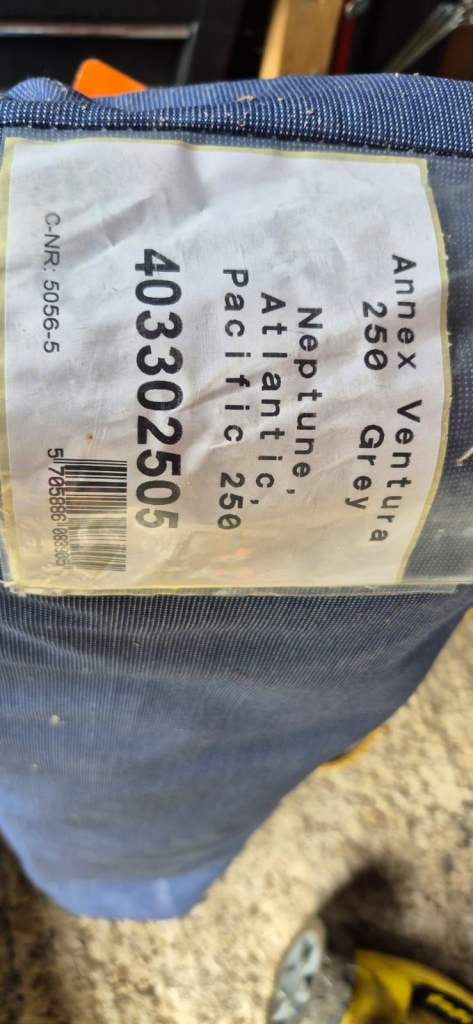 Annex Ventura
250 Grey
Neptune,
Atlantic,
Pacific 250
403302505
C-NR: 5056-5